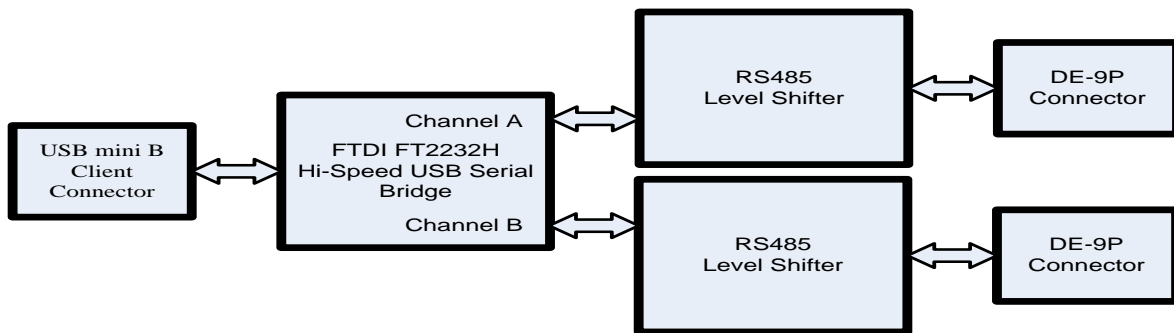 USB mini B
Client
Connector
Channel A
FTDI FT2232H
Hi-Speed USB Serial
Bridge
Channel B
RS485
Level Shifter
DE-9P
Connector
RS485
Level Shifter
DE-9P
Connector